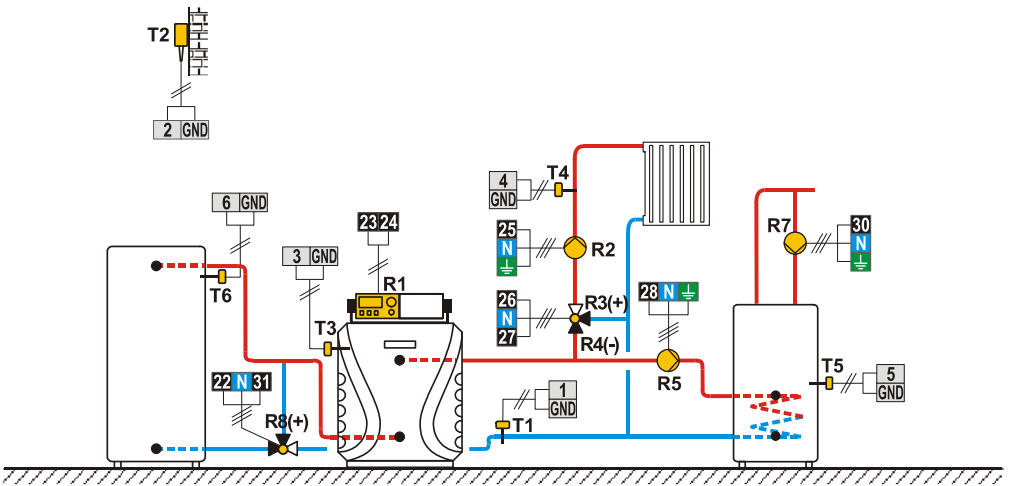 T2
2 GND
6 GND
T6
3 GND
T3
23 24
R1
4 GND
T4
25 N
R2
26 N 27
R3(+)
R4(-)
28 N
R5
R7
30 N
T5
5 GND
1 GND
T1
22 N 31
R8(+)